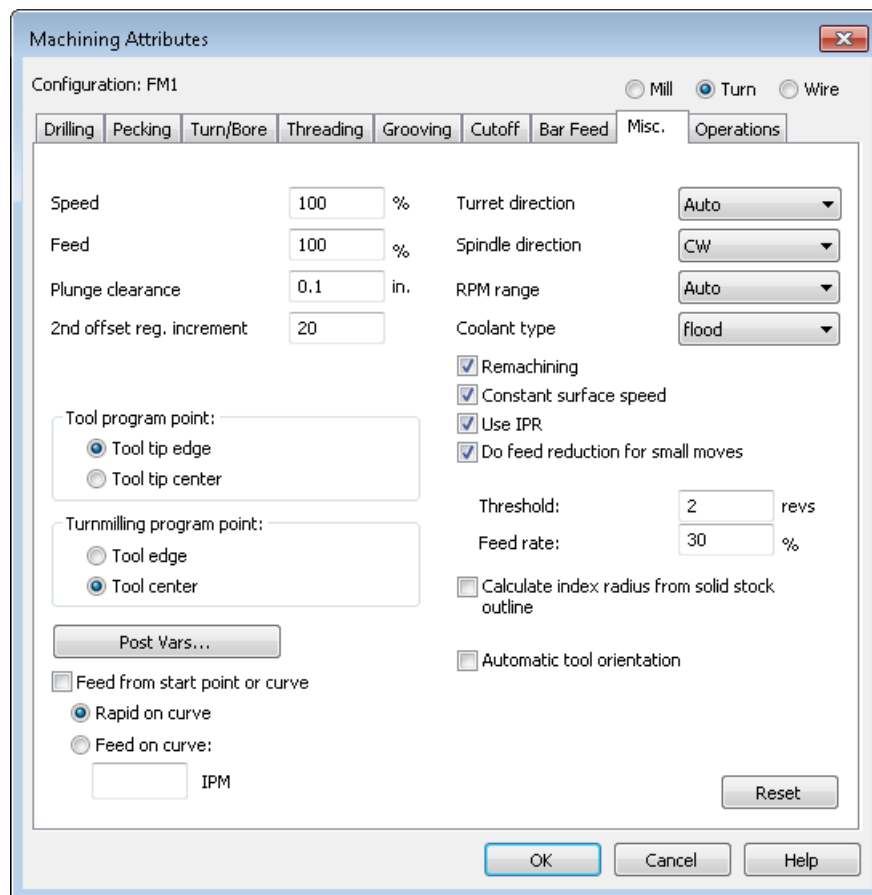 Machining Attributes
Configuration: FM1
Mill Turn Wire
Drilling Pecking Turn/Bore Threading Grooving Cutoff Bar Feed Misc. Operations
Speed 100 % Turret direction Auto
Feed 100 % Spindle direction CW
Plunge clearance 0.1 in. RPM range Auto
2nd offset reg. increment 20 Coolant type flood
Remachining
Constant surface speed
Use IPR
Do feed reduction for small moves
Tool program point:
Tool tip edge
Tool tip center
Threshold: 2 revs
Feed rate: 30 %
Turnmilling program point:
Tool edge
Tool center
Calculate index radius from solid stock
outline
Post Vars...
Automatic tool orientation
Feed from start point or curve
Rapid on curve
Feed on curve:
IPM
Reset
OK Cancel Help